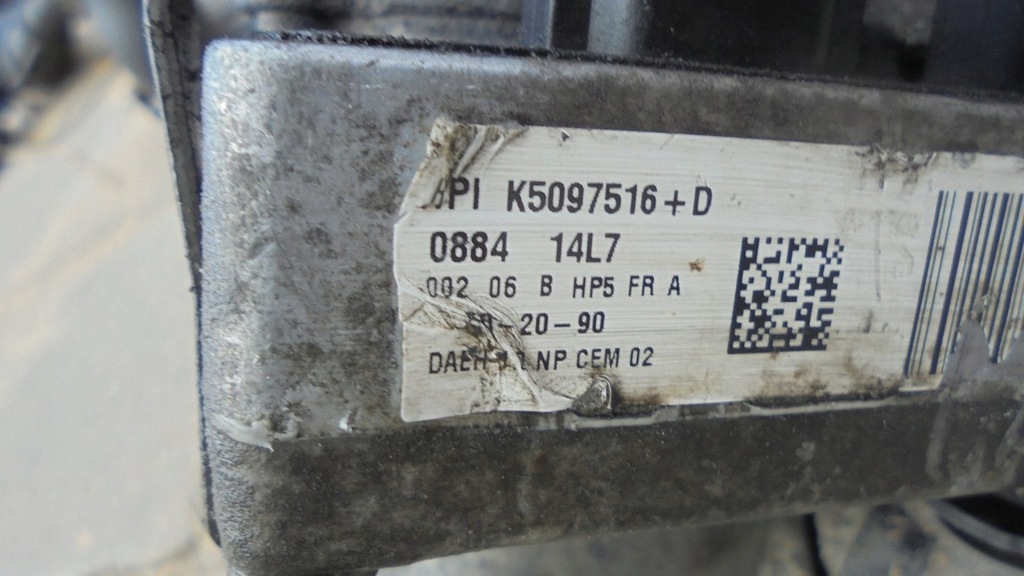 K5097516+D
0884 14L7
002 06 B HP5 FR A
-20-90
NP CEM 02